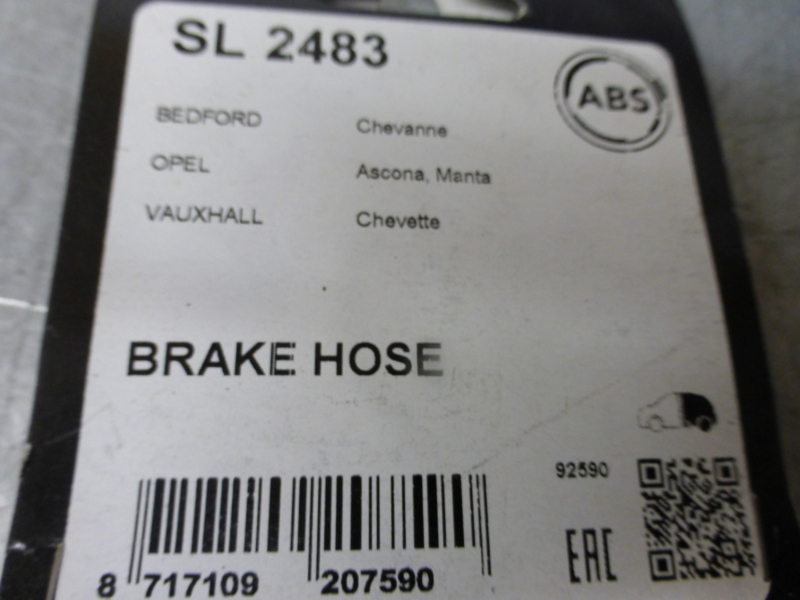 SL 2483
ABS
BEDFORD Chevanne
OPEL Ascona, Manta
VAUXHALL Chevette
BRAKE HOSE
92590
EAC
8 717109 207590